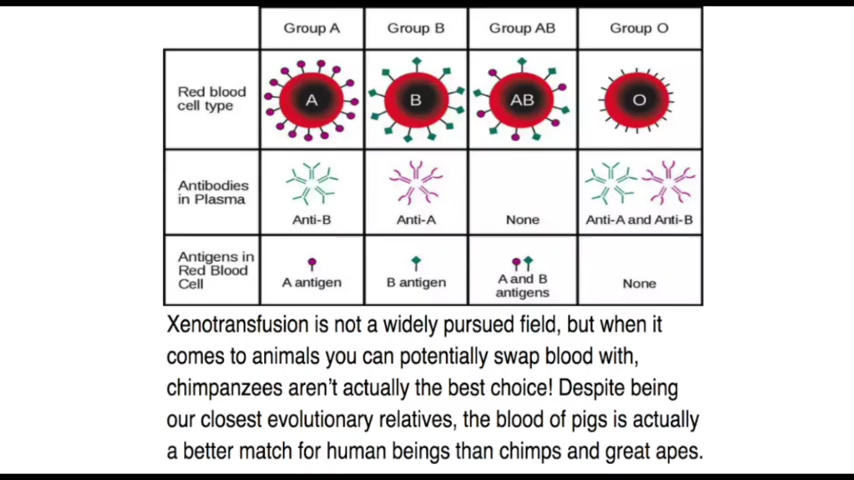 Group A Group B Group AB Group O
Red blood
cell type
A B AB O
Antibodies
in Plasma
Anti-B Anti-A None Anti-A and Anti-B
Antigens in
Red Blood
Cell
A antigen B antigen A and B
antigens None
Xenotransfusion is not a widely pursued field, but when it
comes to animals you can potentially swap blood with,
chimpanzees aren't actually the best choice! Despite being
our closest evolutionary relatives, the blood of pigs is actually
a better match for human beings than chimps and great apes.